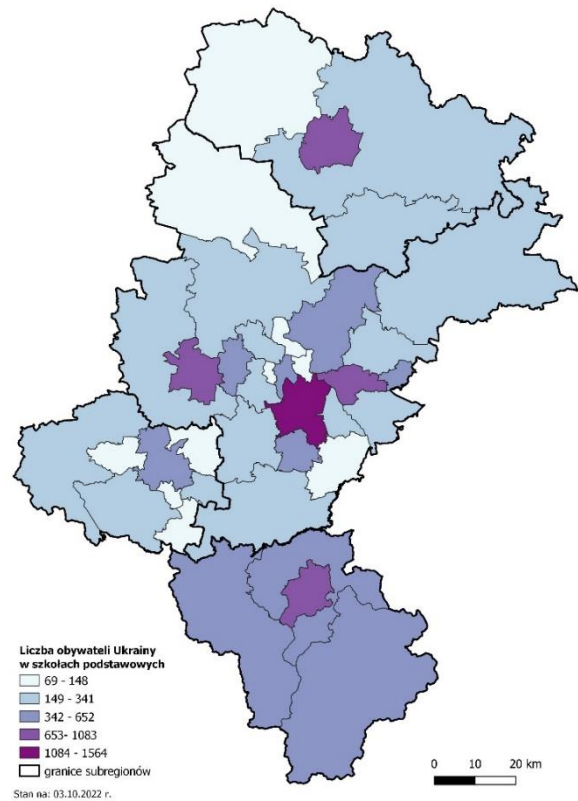 Liczba obywateli Ukrainy
w szkołach podstawowych
69 - 148
149 - 341
342 - 652
653- 1083
1084 - 1564
granice subregionów
Stan na: 03.10.2022 r.
0 10 20 km